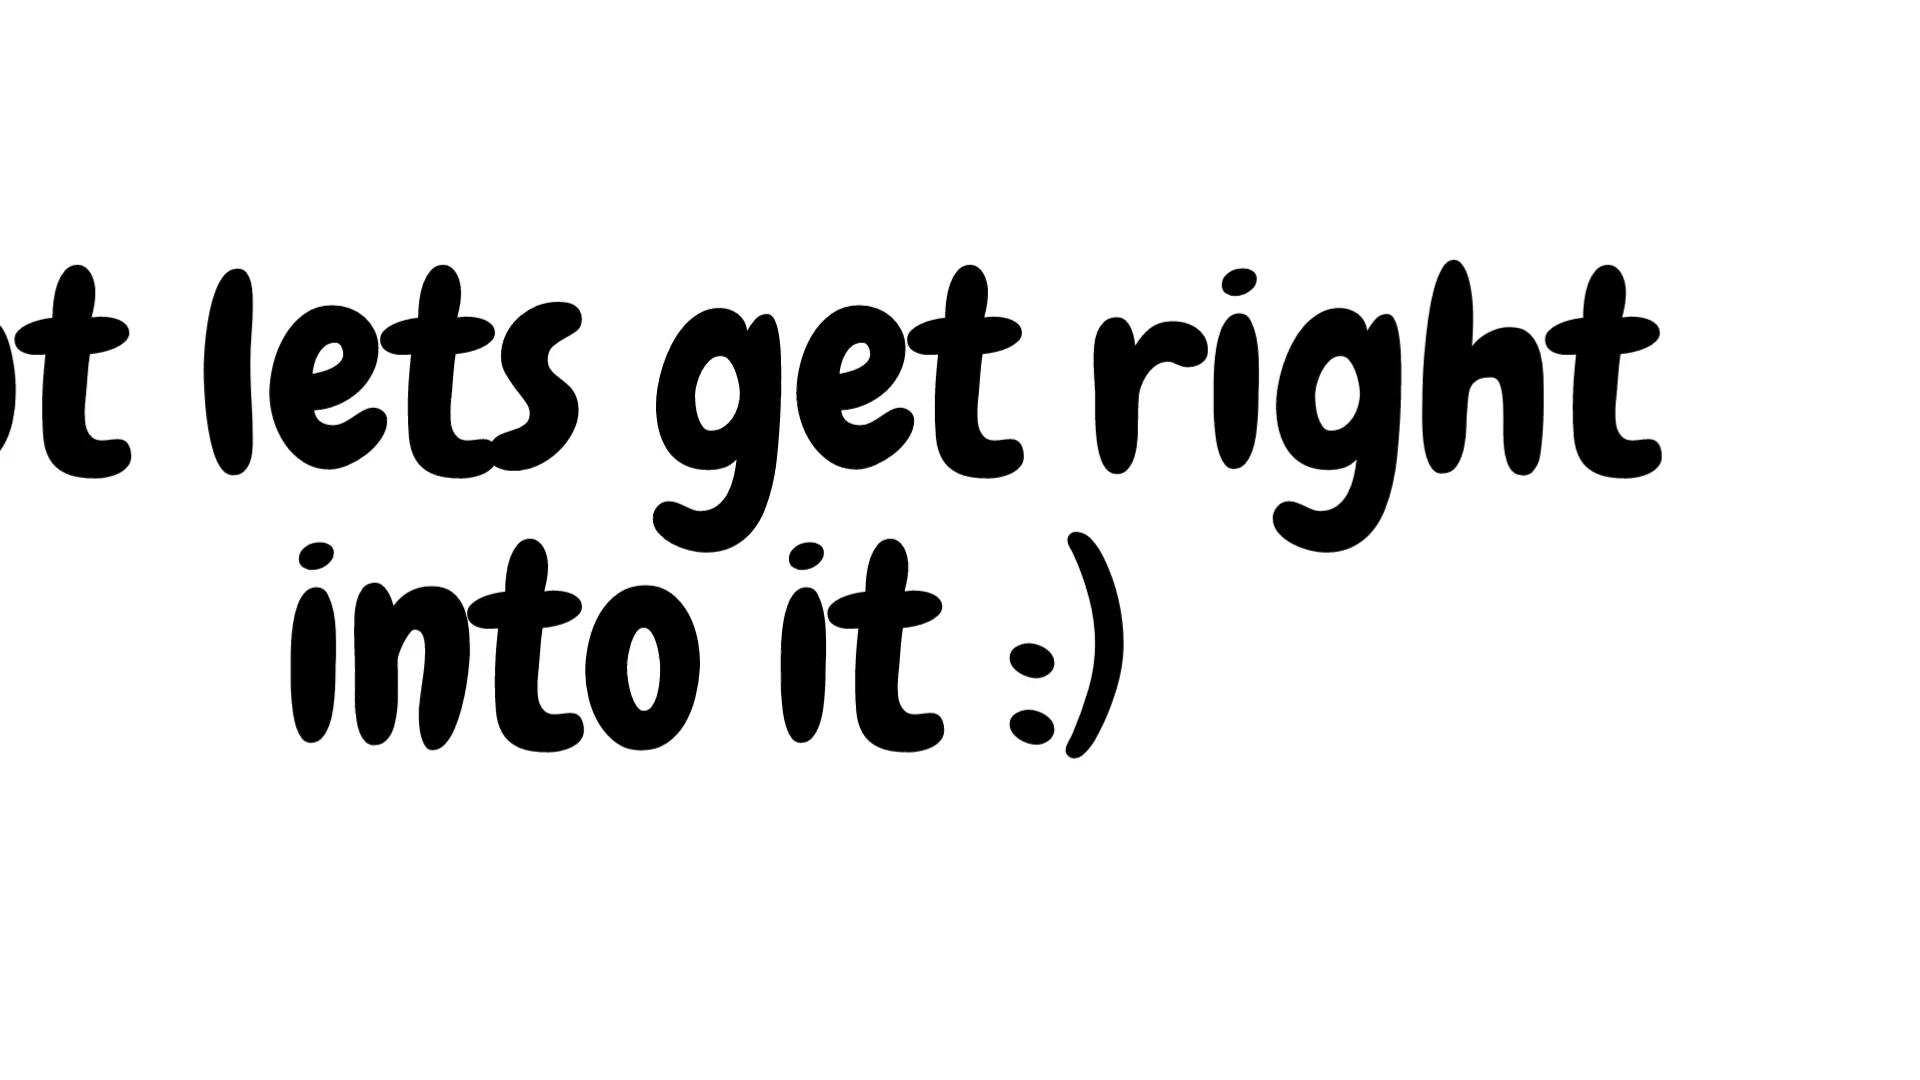 lets get right
into it :)